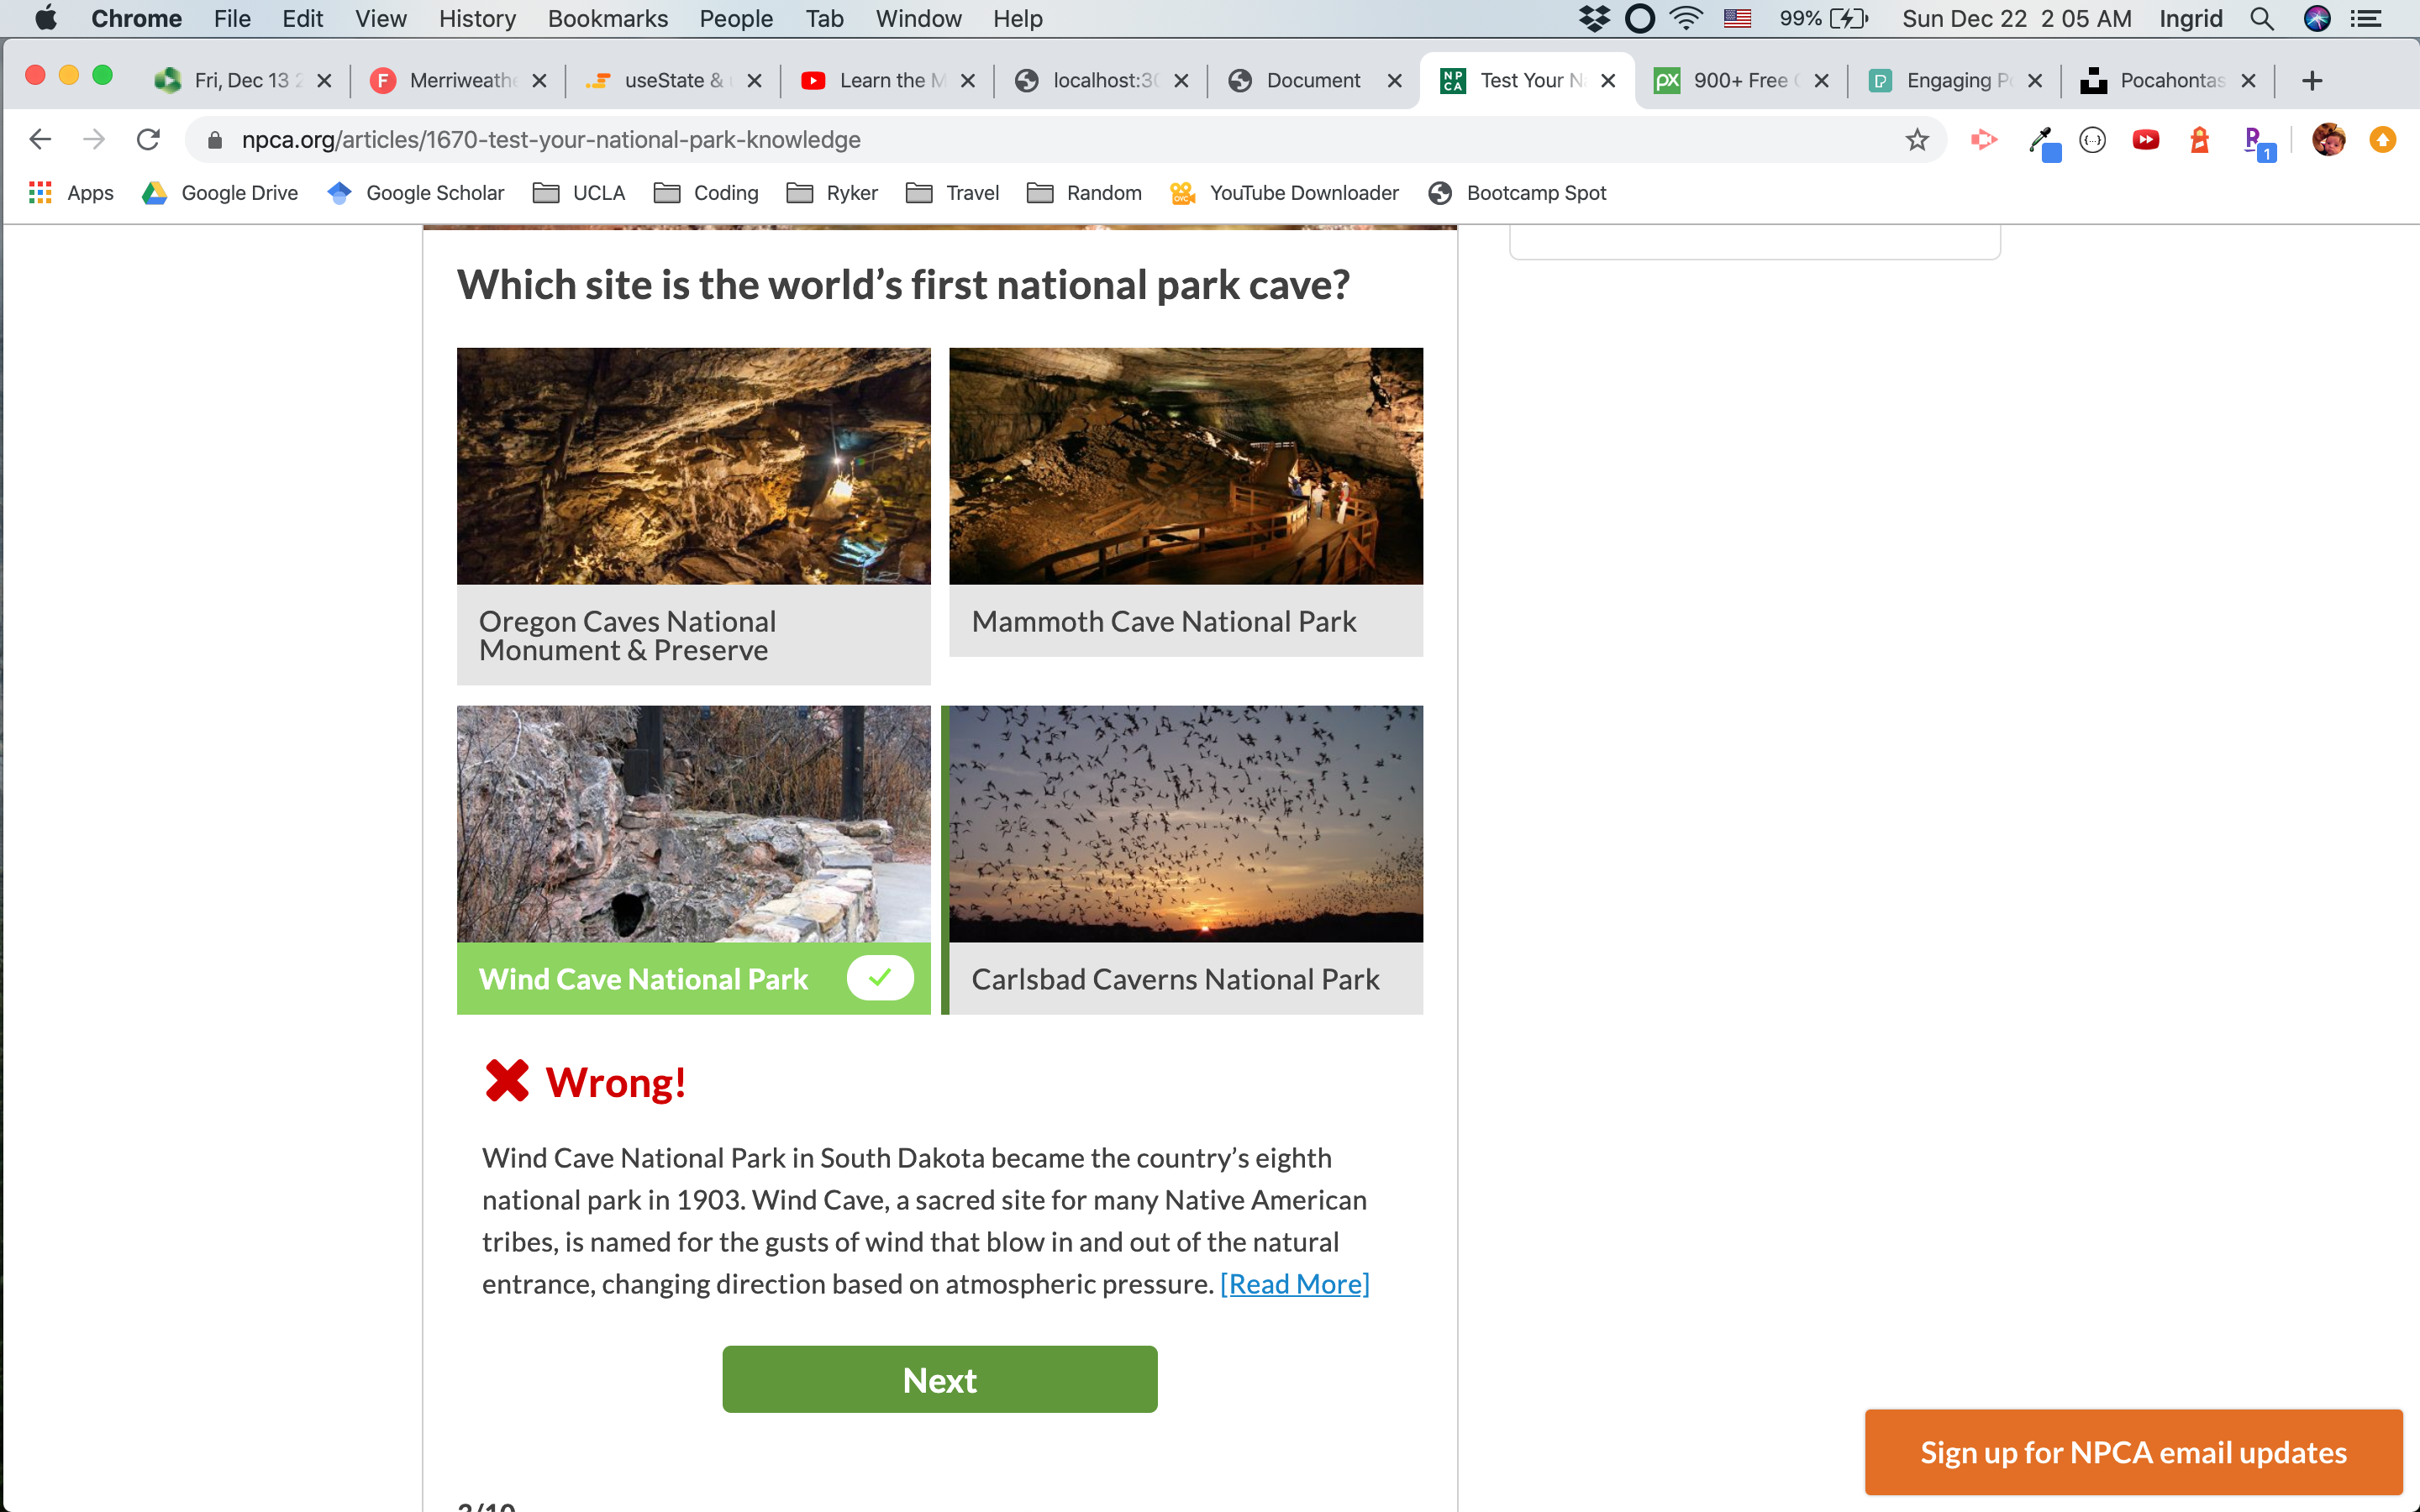 Chrome File Edit View History Bookmarks People Tab Window Help 99% Sun Dec 22 2 05 AM Ingrid
Fri, Dec 13 Merriweath useState & Learn the M localhost:30 Document NPCA Test Your N px 900+ Free Engaging P Pocahontas
npca.org/articles/1670-test-your-national-park-knowledge R 1
Apps Google Drive Google Scholar UCLA Coding Ryker Travel Random YouTube Downloader Bootcamp Spot
Which site is the world’s first national park cave?
Oregon Caves National
Monument & Preserve
Mammoth Cave National Park
Wind Cave National Park
Carlsbad Caverns National Park
Wrong!
Wind Cave National Park in South Dakota became the country’s eighth
national park in 1903. Wind Cave, a sacred site for many Native American
tribes, is named for the gusts of wind that blow in and out of the natural
entrance, changing direction based on atmospheric pressure. [Read More]
Next
Sign up for NPCA email updates